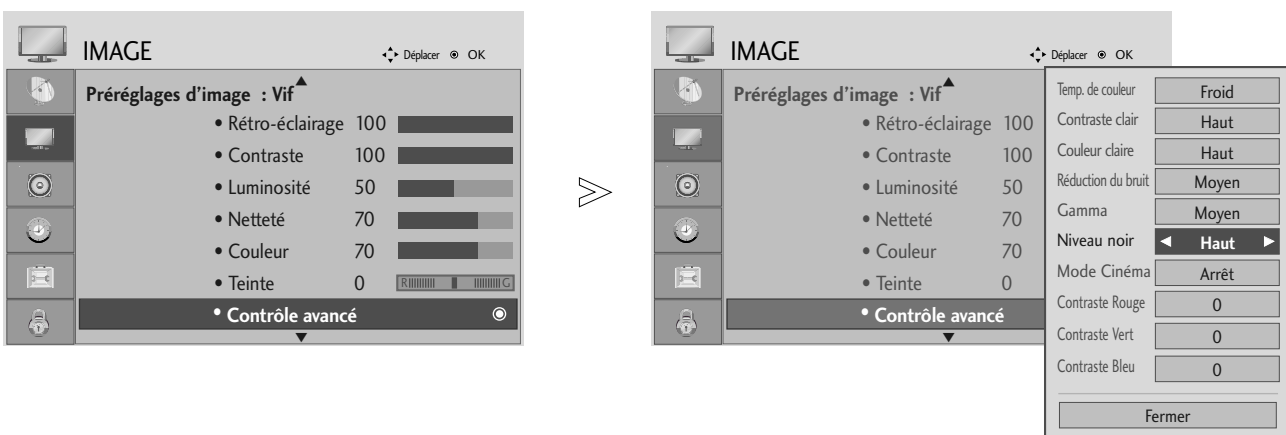 IMAGE
Déplacer OK
Préréglages d'image : Vif
• Rétro-éclairage 100
• Contraste 100
• Luminosité 50
• Netteté 70
• Couleur 70
• Teinte 0 R G
• Contrôle avancé
IMAGE
Déplacer OK
Préréglages d'image : Vif
• Rétro-éclairage 100
• Contraste 100
• Luminosité 50
• Netteté 70
• Couleur 70
• Teinte 0
• Contrôle avancé
Temp. de couleur Froid
Contraste clair Haut
Couleur claire Haut
Réduction du bruit Moyen
Gamma Moyen
Niveau noir Haut
Mode Cinéma Arrêt
Contraste Rouge 0
Contraste Vert 0
Contraste Bleu 0
Fermer